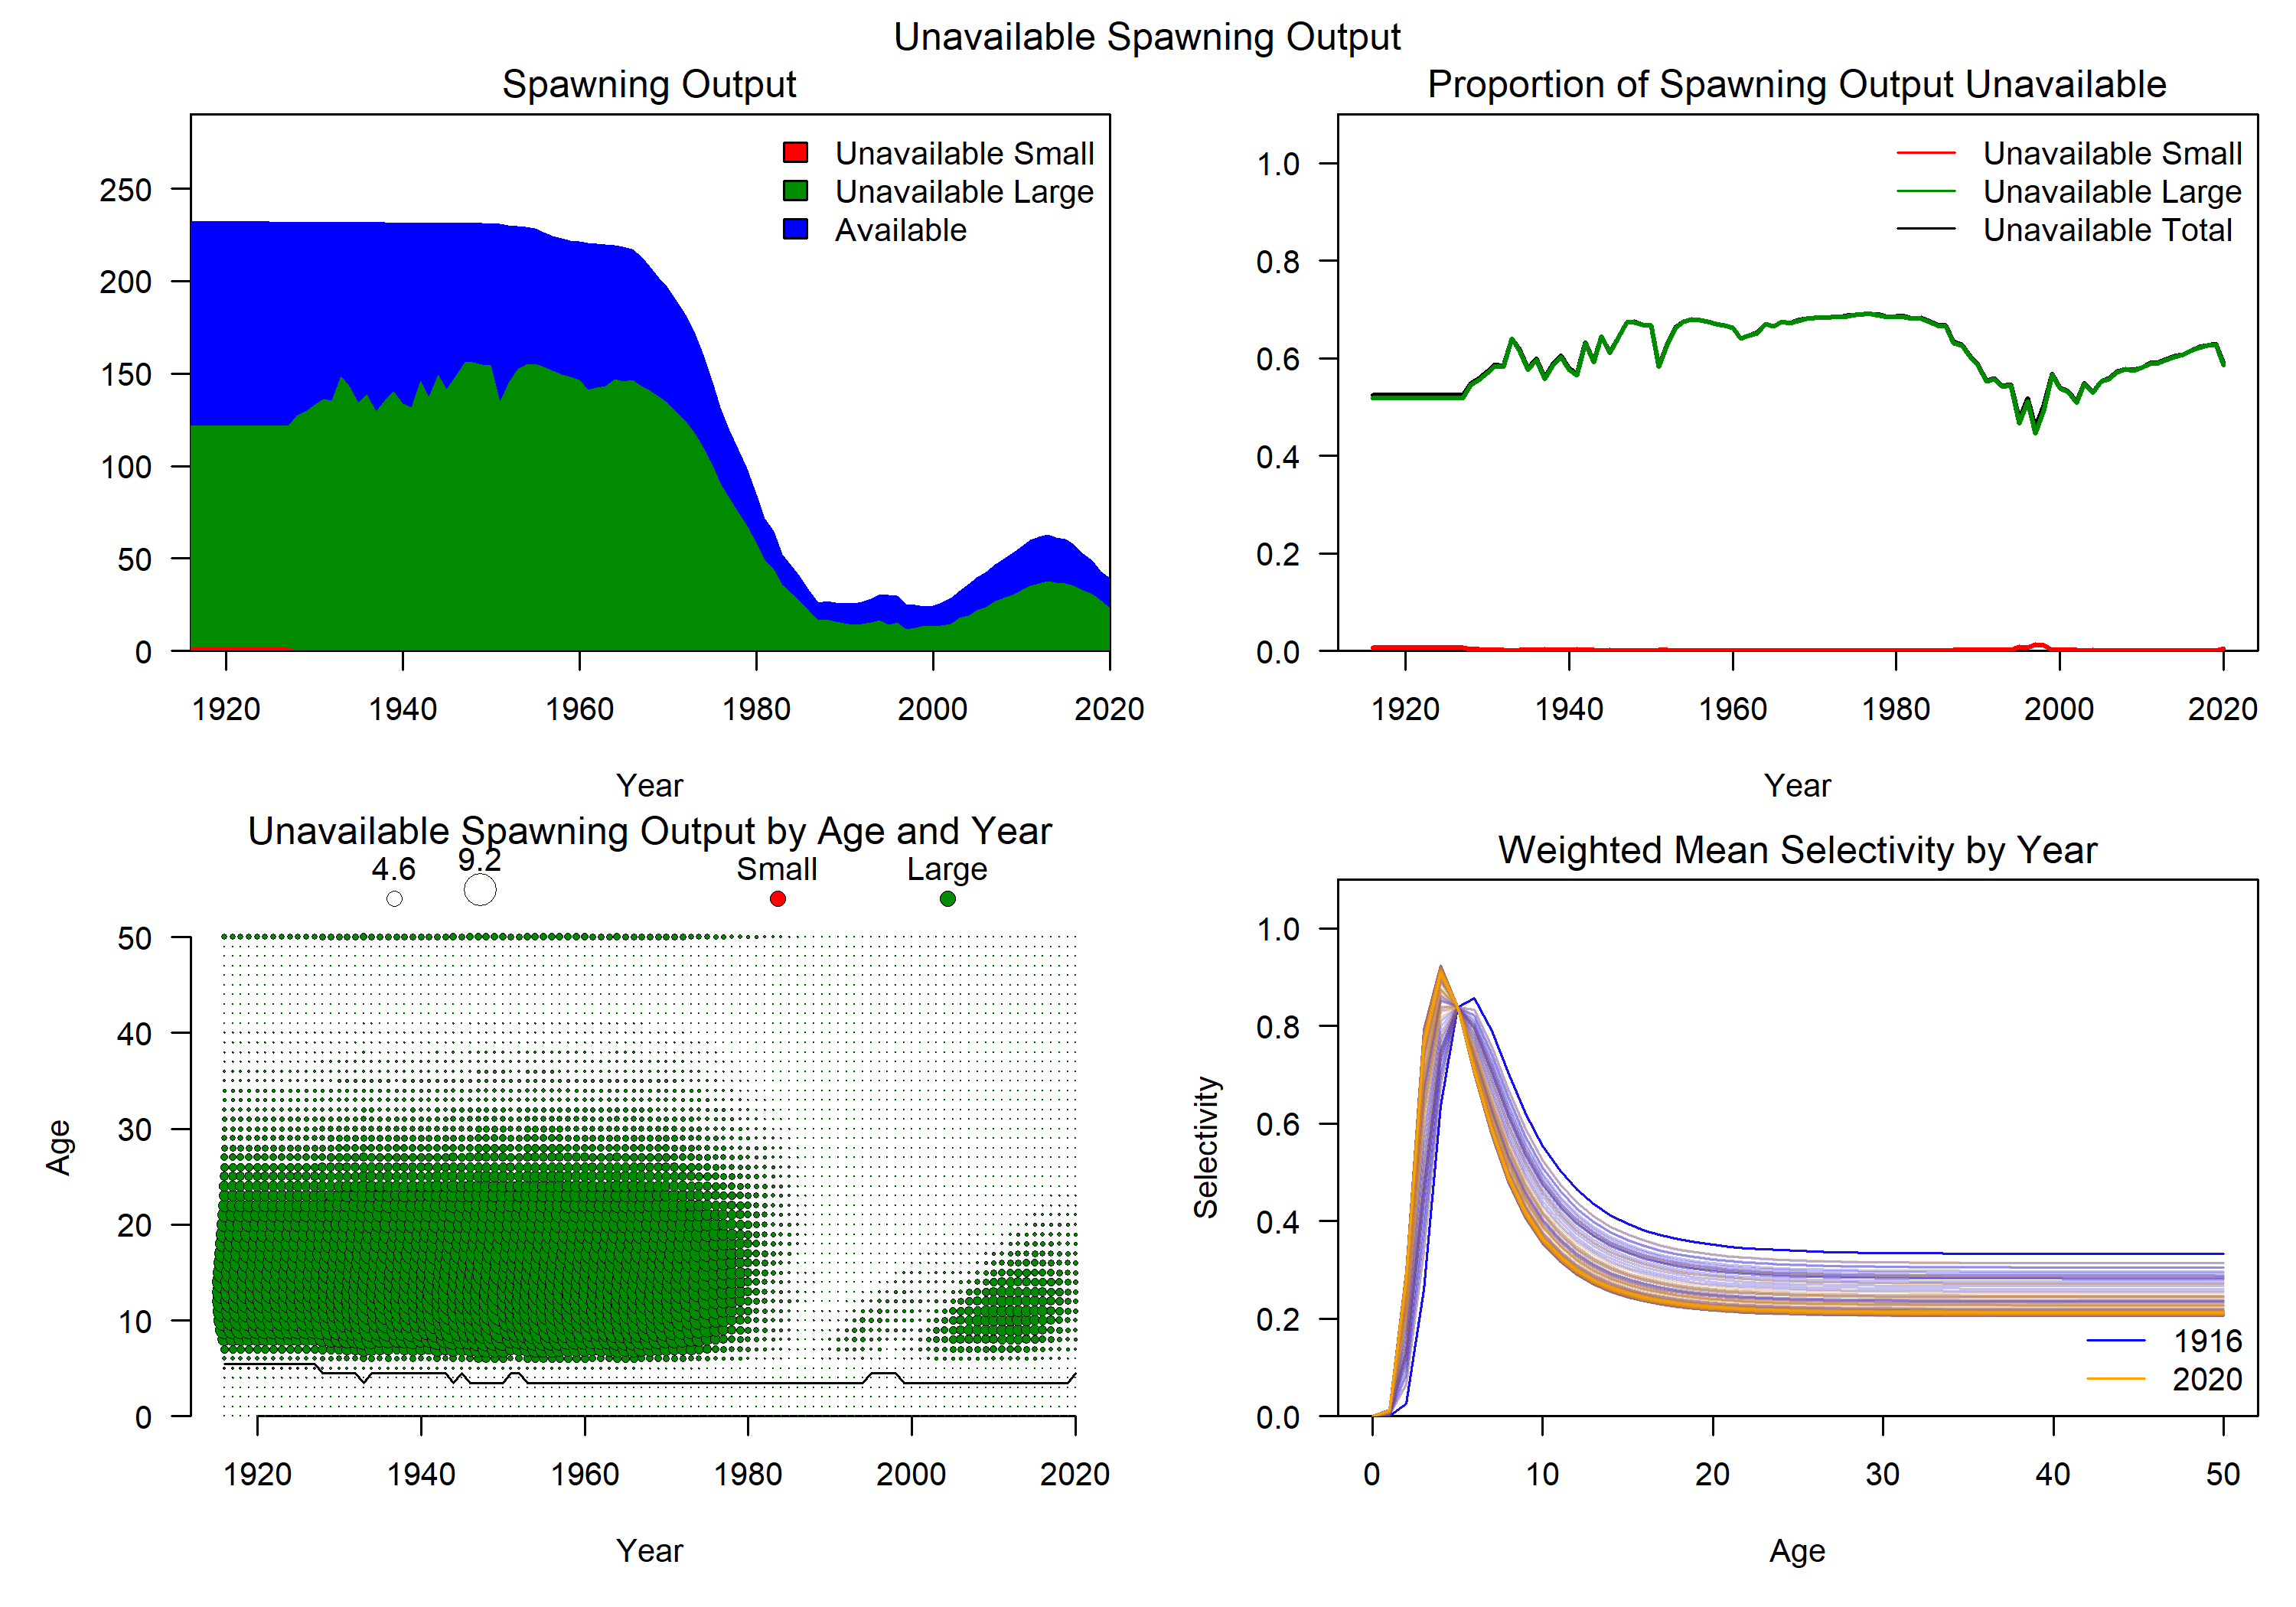 Unavailable Spawning Output
Spawning Output
Unavailable Small
Unavailable Large
Available
250
200
150
100
50
0
1920 1940 1960 1980 2000 2020
Year
Proportion of Spawning Output Unavailable
Unavailable Small
Unavailable Large
Unavailable Total
1.0
0.8
0.6
0.4
0.2
0.0
1920 1940 1960 1980 2000 2020
Year
Unavailable Spawning Output by Age and Year
4.6 9.2 Small Large
50
40
30
20
10
0
Age
1920 1940 1960 1980 2000 2020
Year
Weighted Mean Selectivity by Year
1.0
0.8
0.6
0.4
0.2
0.0
Selectivity
1916
2020
0 10 20 30 40 50
Age